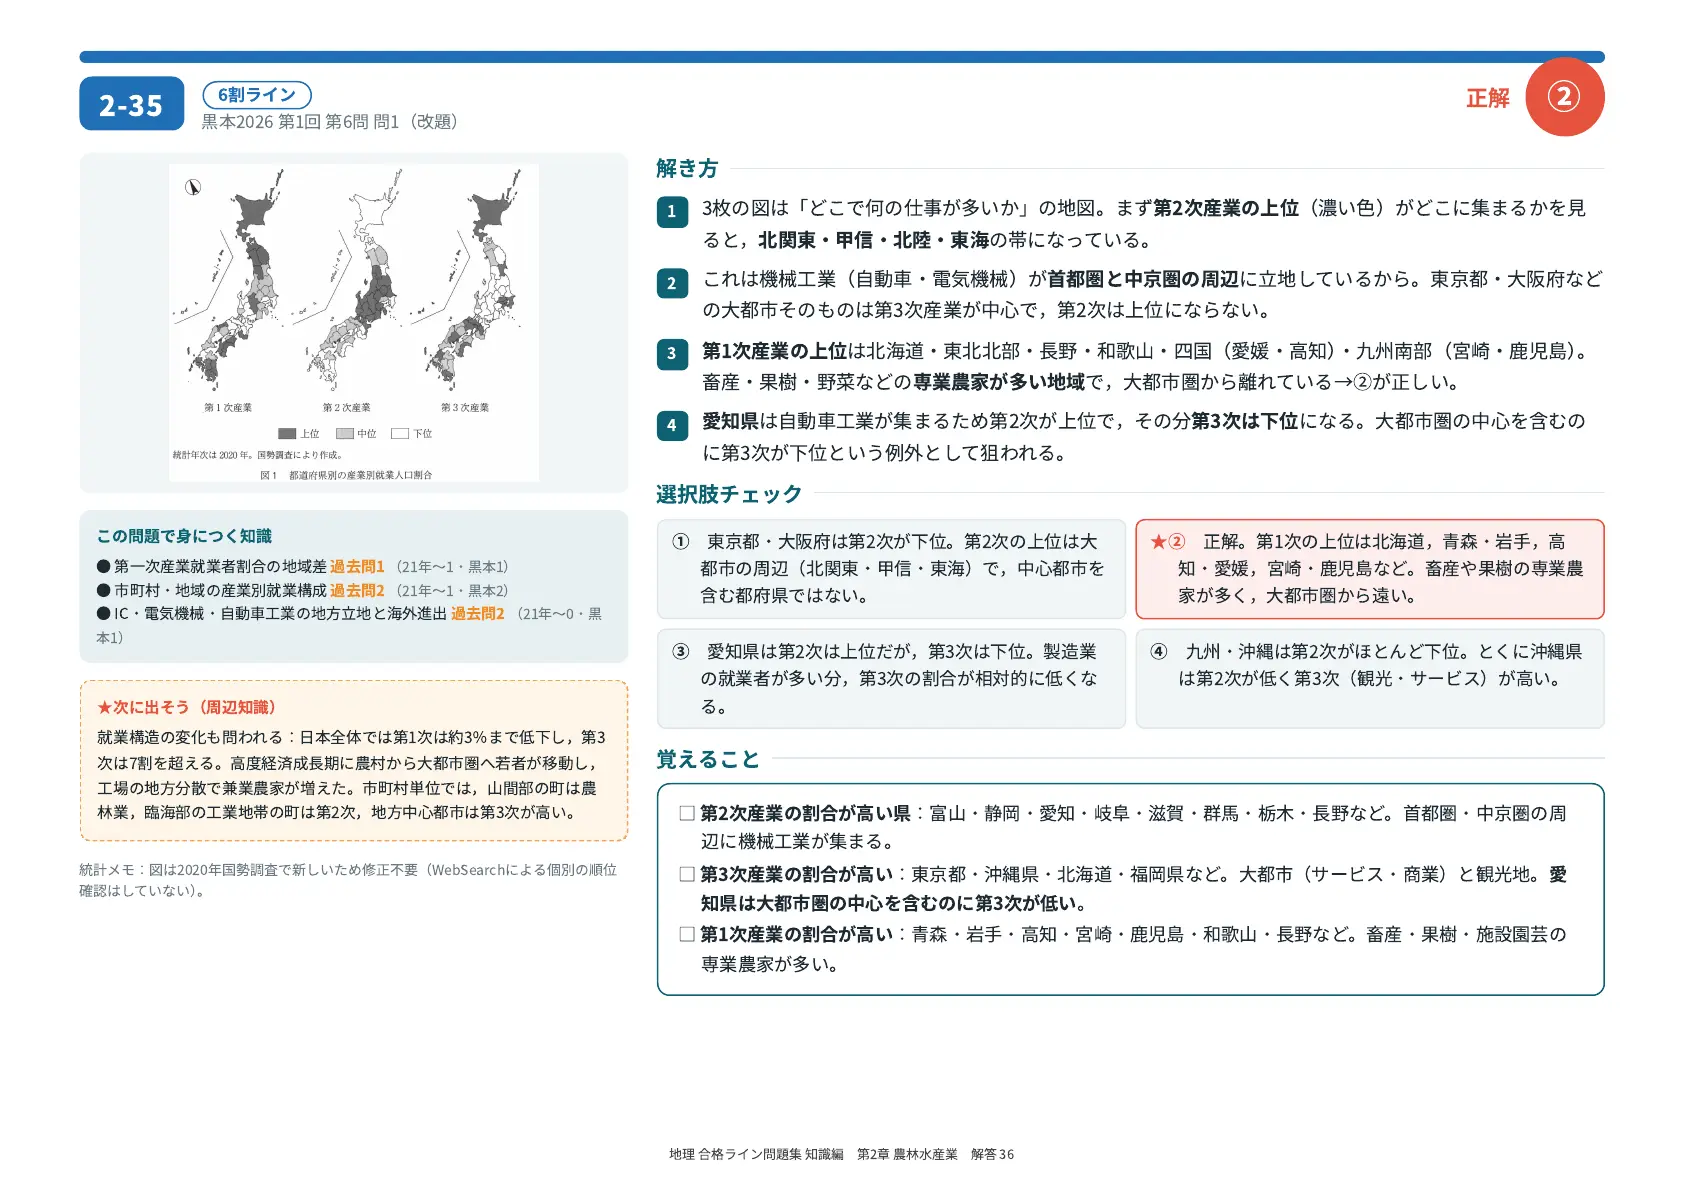 2-35
6割ライン
黒本2026 第1回 第6問 問1（改題）
正解 ②
第1次産業
第2次産業
第3次産業
上位 中位 下位
統計年次は2020年。国勢調査により作成。
図1 都道府県別の産業別就業人口割合
この問題で身につく知識
●第一次産業就業者割合の地域差 過去問1（21年〜1・黒本1）
●市町村・地域の産業別就業構成 過去問2（21年〜1・黒本2）
●IC・電気機械・自動車工業の地方立地と海外進出 過去問2（21年〜0・黒
本1）
★次に出そう（周辺知識）
就業構造の変化も問われる：日本全体では第1次は約3%まで低下し，第3
次は7割を超える。高度経済成長期に農村から大都市圏へ若者が移動し，
工場の地方分散で兼業農家が増えた。市町村単位では，山間部の町は農
林業，臨海部の工業地帯の町は第2次，地方中心都市は第3次が高い。
統計メモ：図は2020年国勢調査で新しいため修正不要（WebSearchによる個別の順位
確認はしていない）。
解き方
1 3枚の図は「どこで何の仕事が多いか」の地図。まず第2次産業の上位（濃い色）がどこに集まるかを見
ると，北関東・甲信・北陸・東海の帯になっている。
2 これは機械工業（自動車・電気機械）が首都圏と中京圏の周辺に立地しているから。東京都・大阪府など
の大都市そのものは第3次産業が中心で，第2次は上位にならない。
3 第1次産業の上位は北海道・東北北部・長野・和歌山・四国（愛媛・高知）・九州南部（宮崎・鹿児島）。
畜産・果樹・野菜などの専業農家が多い地域で，大都市圏から離れている→②が正しい。
4 愛知県は自動車工業が集まるため第2次が上位で，その分第3次は下位になる。大都市圏の中心を含むの
に第3次が下位という例外として狙われる。
選択肢チェック
① 東京都・大阪府は第2次が下位。第2次の上位は大
都市の周辺（北関東・甲信・東海）で，中心都市を
含む都府県ではない。
★② 正解。第1次の上位は北海道，青森・岩手，高
知・愛媛，宮崎・鹿児島など。畜産や果樹の専業農
家が多く，大都市圏から遠い。
③ 愛知県は第2次は上位だが，第3次は下位。製造業
の就業者が多い分，第3次の割合が相対的に低くな
る。
④ 九州・沖縄は第2次がほとんど下位。とくに沖縄県
は第2次が低く第3次（観光・サービス）が高い。
覚えること
□ 第2次産業の割合が高い県：富山・静岡・愛知・岐阜・滋賀・群馬・栃木・長野など。首都圏・中京圏の周
辺に機械工業が集まる。
□ 第3次産業の割合が高い：東京都・沖縄県・北海道・福岡県など。大都市（サービス・商業）と観光地。愛
知県は大都市圏の中心を含むのに第3次が低い。
□ 第1次産業の割合が高い：青森・岩手・高知・宮崎・鹿児島・和歌山・長野など。畜産・果樹・施設園芸の
専業農家が多い。
地理 合格ライン問題集 知識編 第2章 農林水産業 解答 36